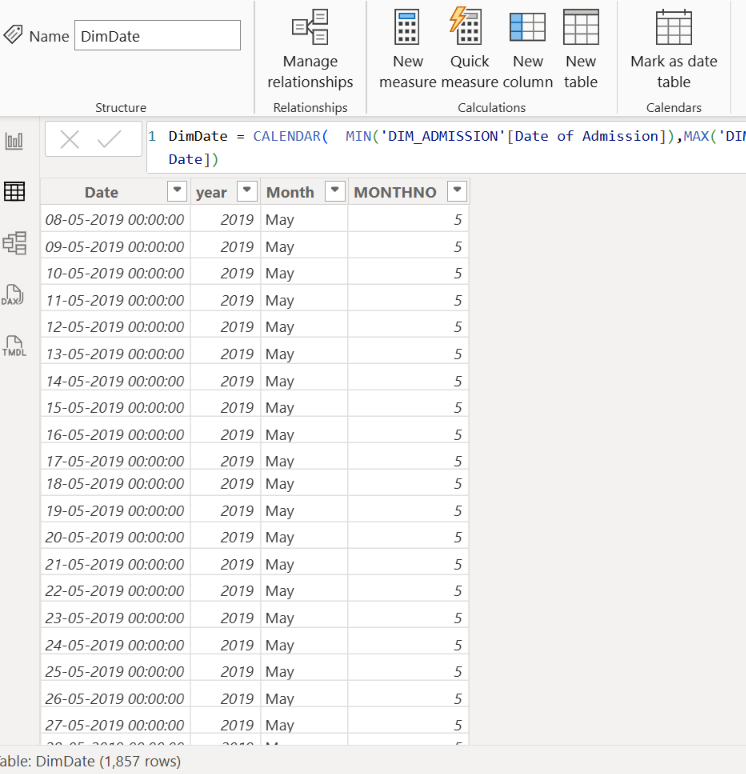 Name DimDate
Manage relationships
New measure
Quick measure
New column
New table
Mark as date table
Structure
Relationships
Calculations
Calendars
1 DimDate = CALENDAR( MIN('DIM_ADMISSION'[Date of Admission]),MAX('DIM
Date])
Date year Month MONTHNO
08-05-2019 00:00:00 2019 May 5
09-05-2019 00:00:00 2019 May 5
10-05-2019 00:00:00 2019 May 5
11-05-2019 00:00:00 2019 May 5
12-05-2019 00:00:00 2019 May 5
13-05-2019 00:00:00 2019 May 5
14-05-2019 00:00:00 2019 May 5
15-05-2019 00:00:00 2019 May 5
16-05-2019 00:00:00 2019 May 5
17-05-2019 00:00:00 2019 May 5
18-05-2019 00:00:00 2019 May 5
19-05-2019 00:00:00 2019 May 5
20-05-2019 00:00:00 2019 May 5
21-05-2019 00:00:00 2019 May 5
22-05-2019 00:00:00 2019 May 5
23-05-2019 00:00:00 2019 May 5
24-05-2019 00:00:00 2019 May 5
25-05-2019 00:00:00 2019 May 5
26-05-2019 00:00:00 2019 May 5
27-05-2019 00:00:00 2019 May 5
DAX
TMDL
able: DimDate (1,857 rows)